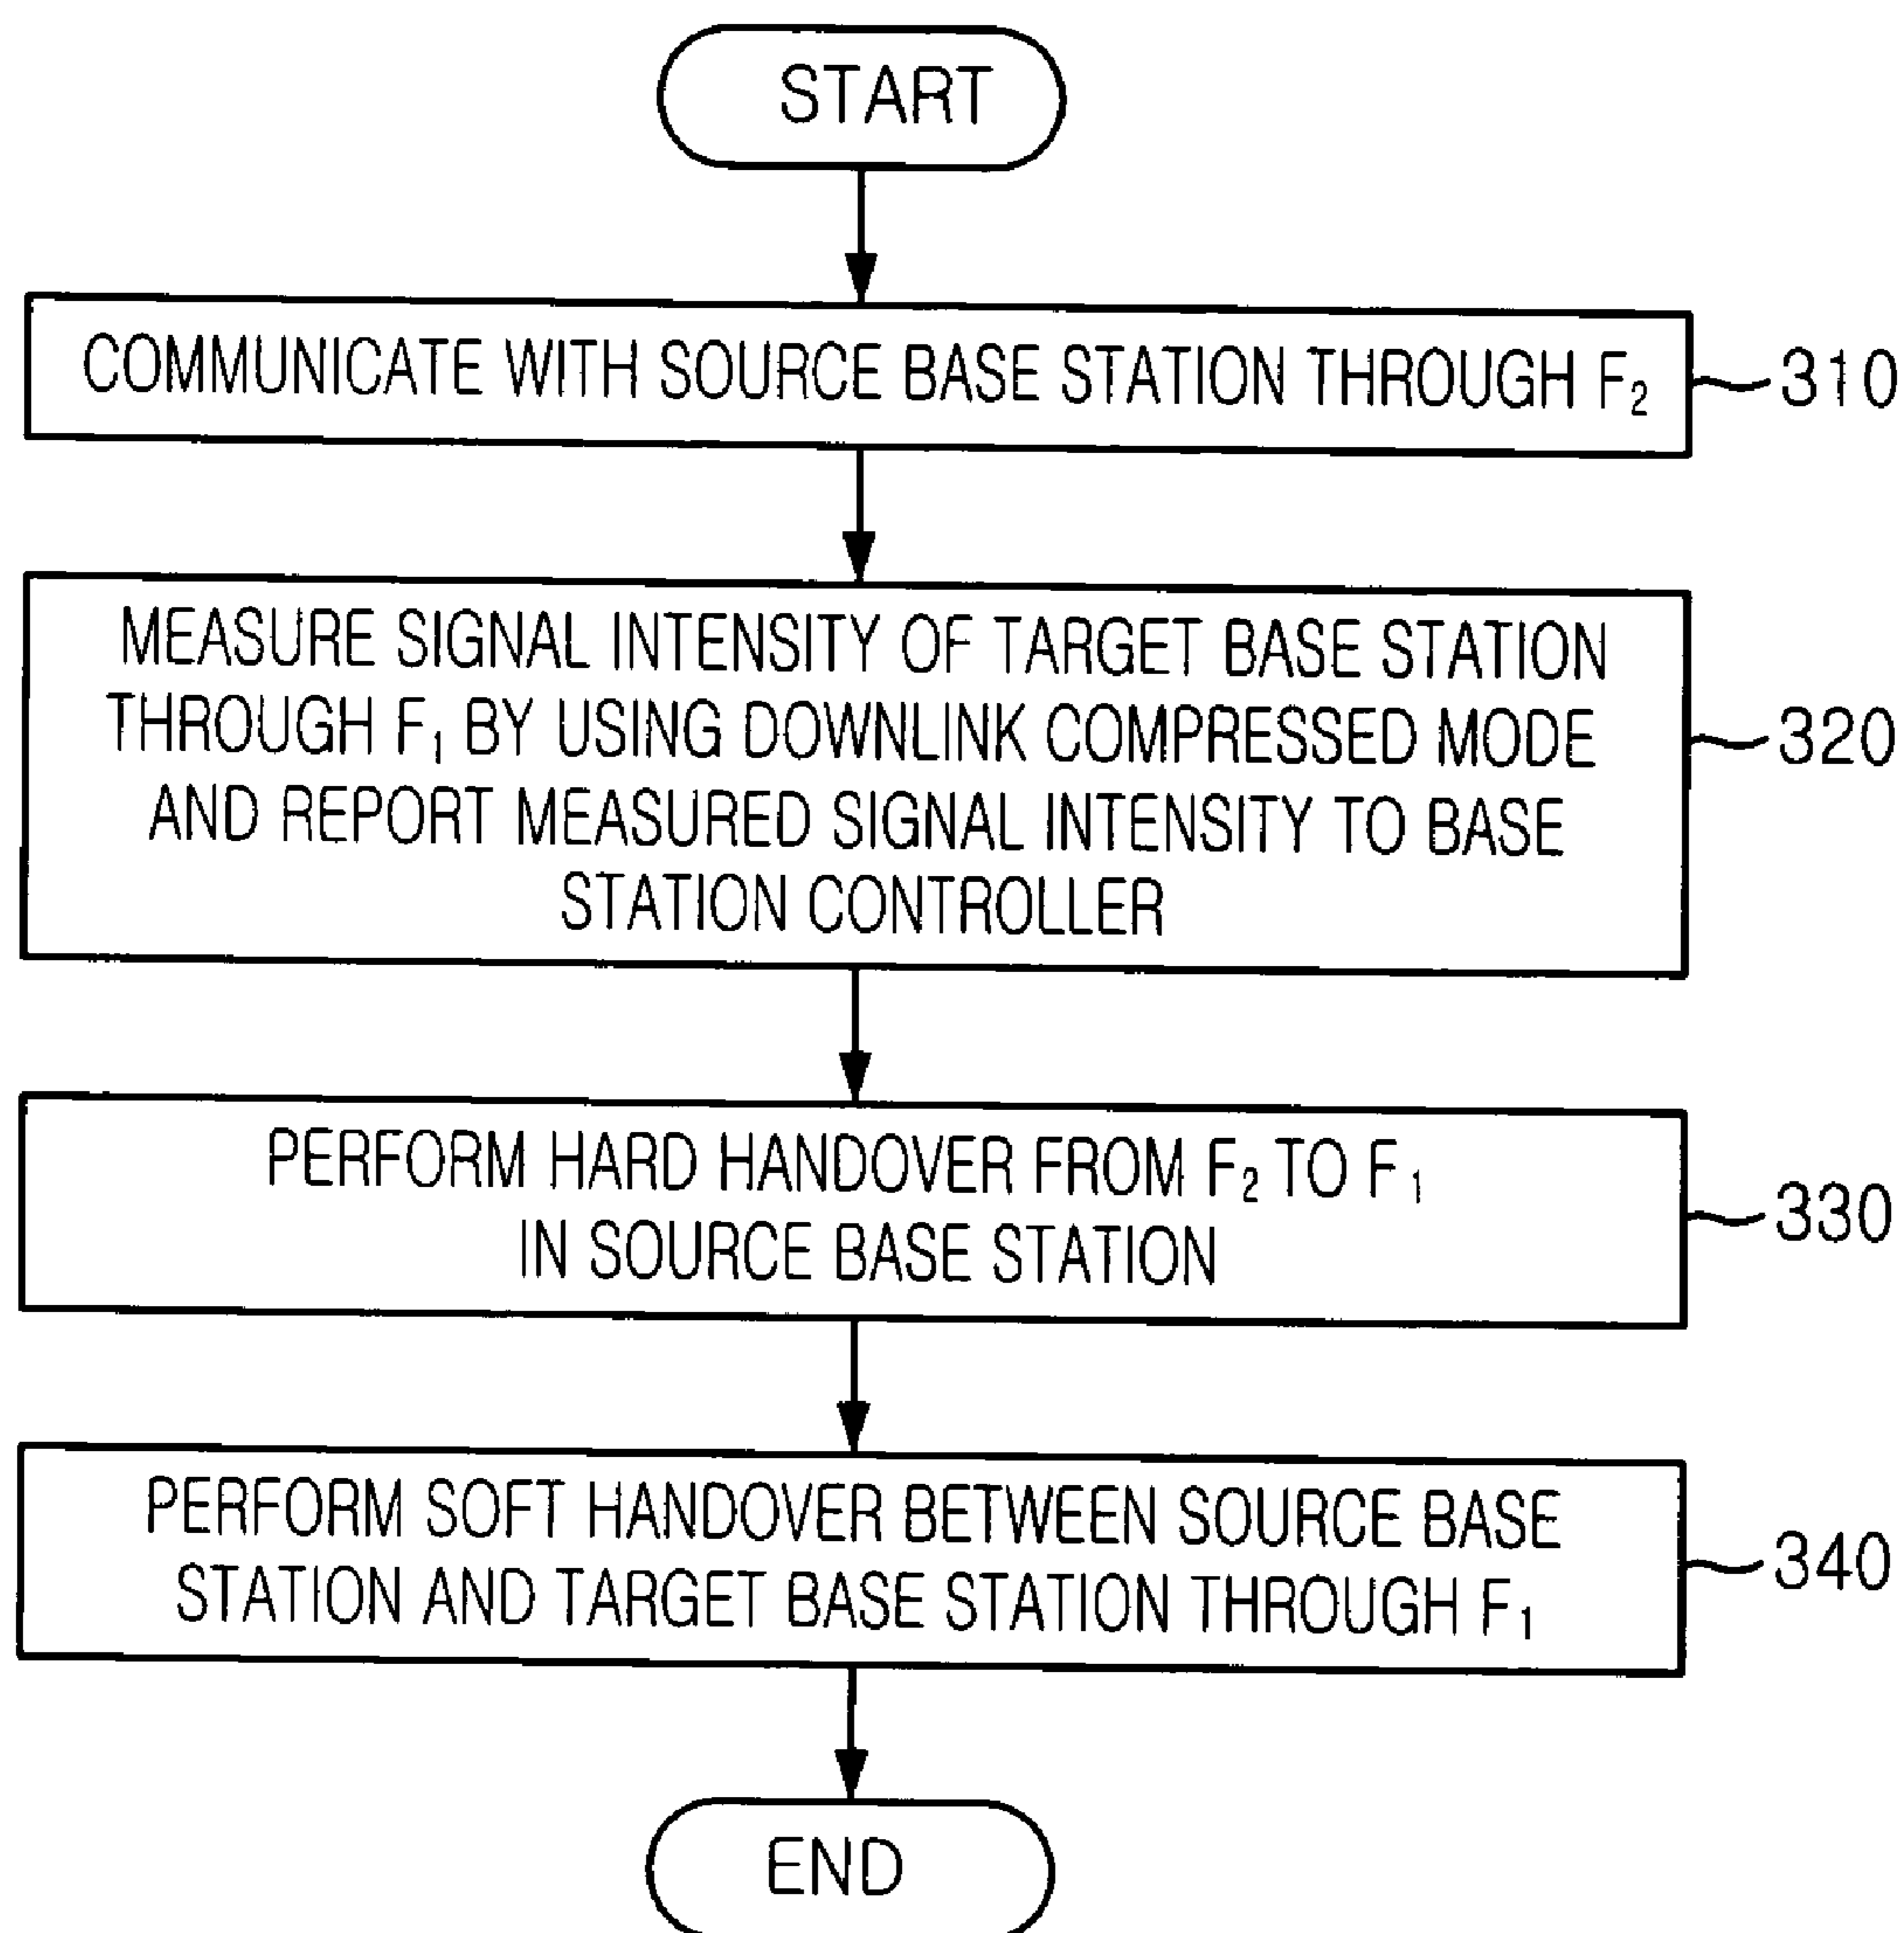 START
COMMUNICATE WITH SOURCE BASE STATION THROUGH F₂
310
MEASURE SIGNAL INTENSITY OF TARGET BASE STATION
THROUGH F₁ BY USING DOWNLINK COMPRESSED MODE
AND REPORT MEASURED SIGNAL INTENSITY TO BASE
STATION CONTROLLER
320
PERFORM HARD HANDOVER FROM F₂ TO F₁
IN SOURCE BASE STATION
330
PERFORM SOFT HANDOVER BETWEEN SOURCE BASE
STATION AND TARGET BASE STATION THROUGH F₁
340
END